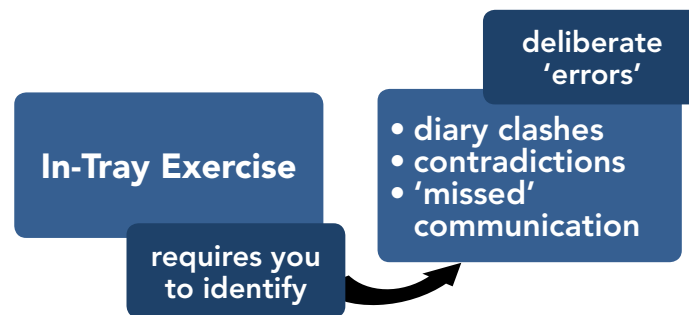 In-Tray Exercise
requires you
to identify
deliberate
‘errors’
• diary clashes
• contradictions
• ‘missed’
communication